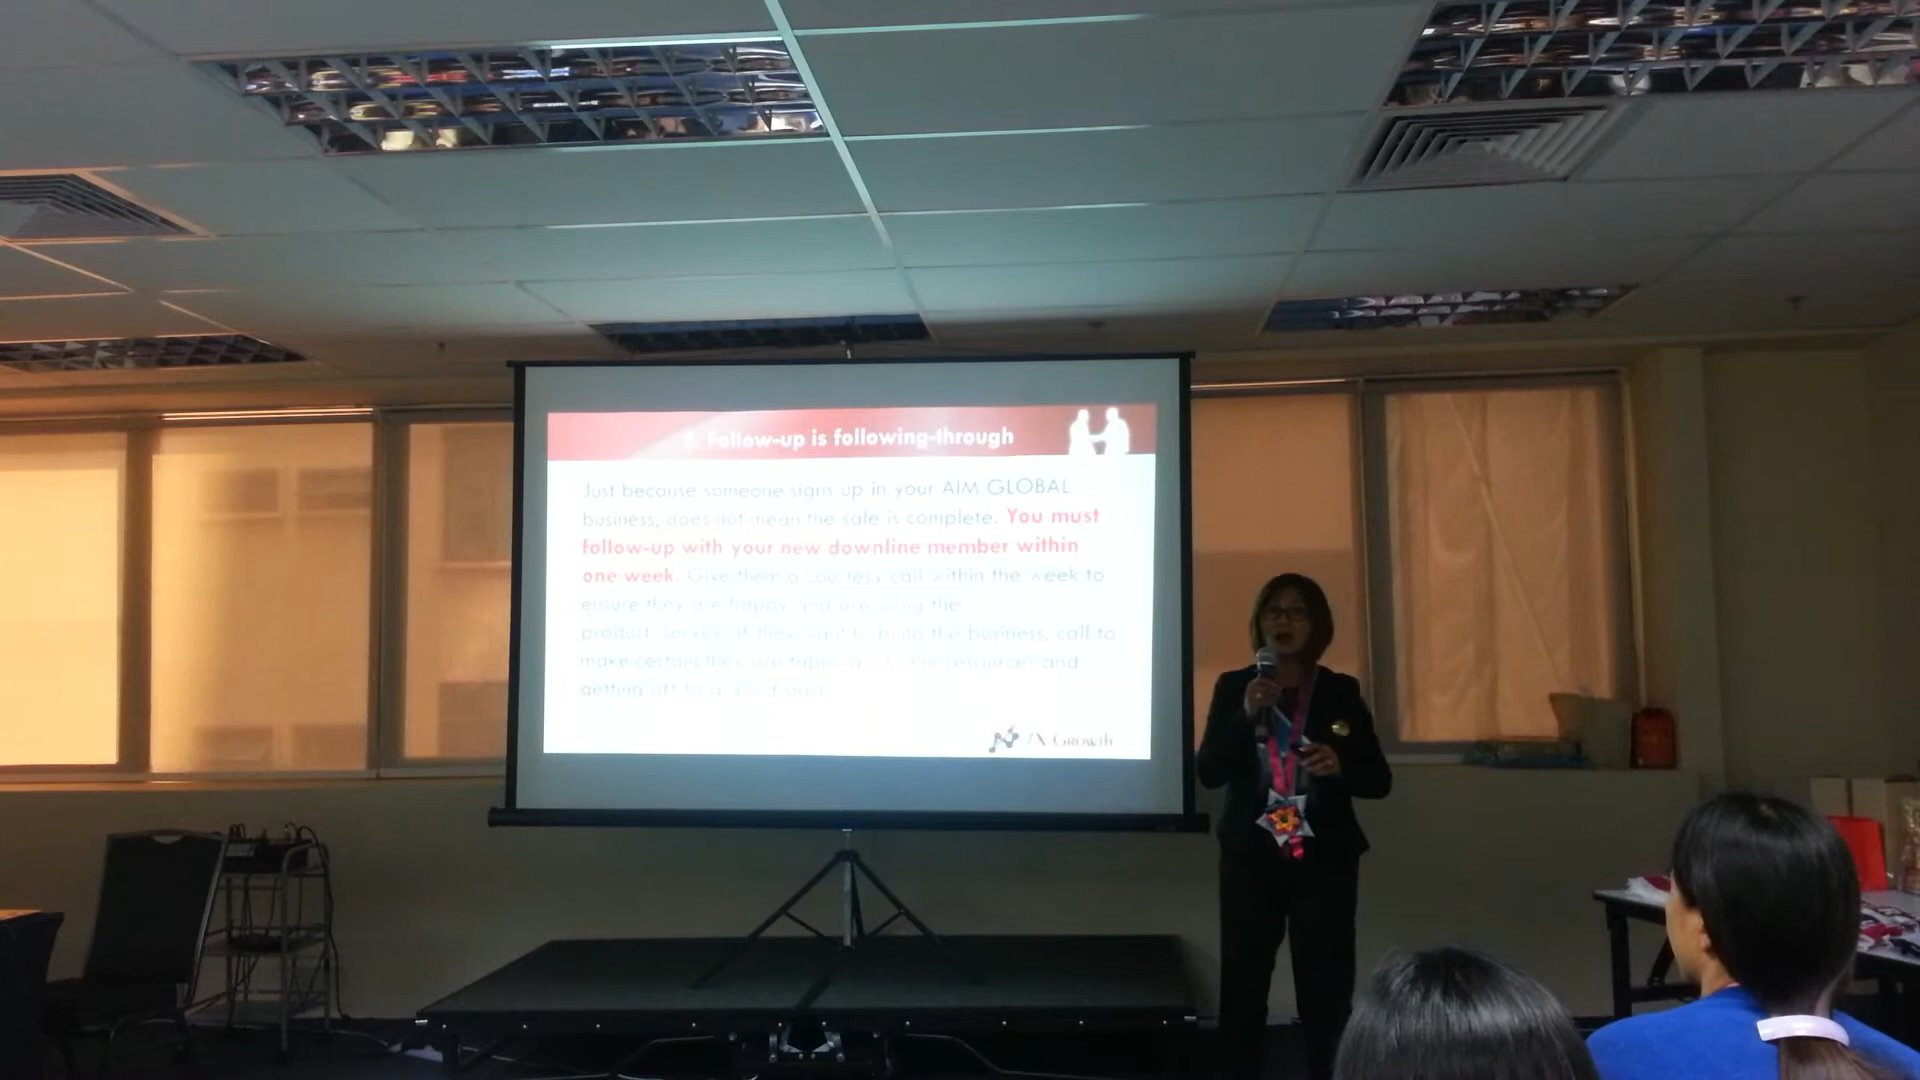 2. Follow-up is following-through
Just because someone signs up in your AIM GLOBAL
business, does not mean the sale is complete. You must
follow-up with your new downline member within
one week. Give them a courtesy call within the week to
ensure they are happy and are using the
product, service. If they want to build the business, call to
make certain they are tapping into the resources and
getting off to a good start.
7X GROWTH